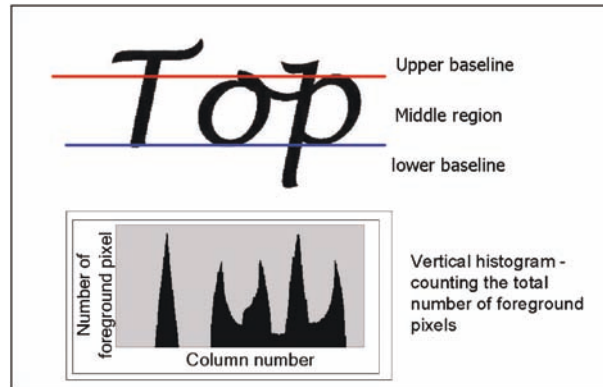 Top
Upper baseline
Middle region
lower baseline
Number of
foreground pixel
Column number
Vertical histogram -
counting the total
number of foreground
pixels